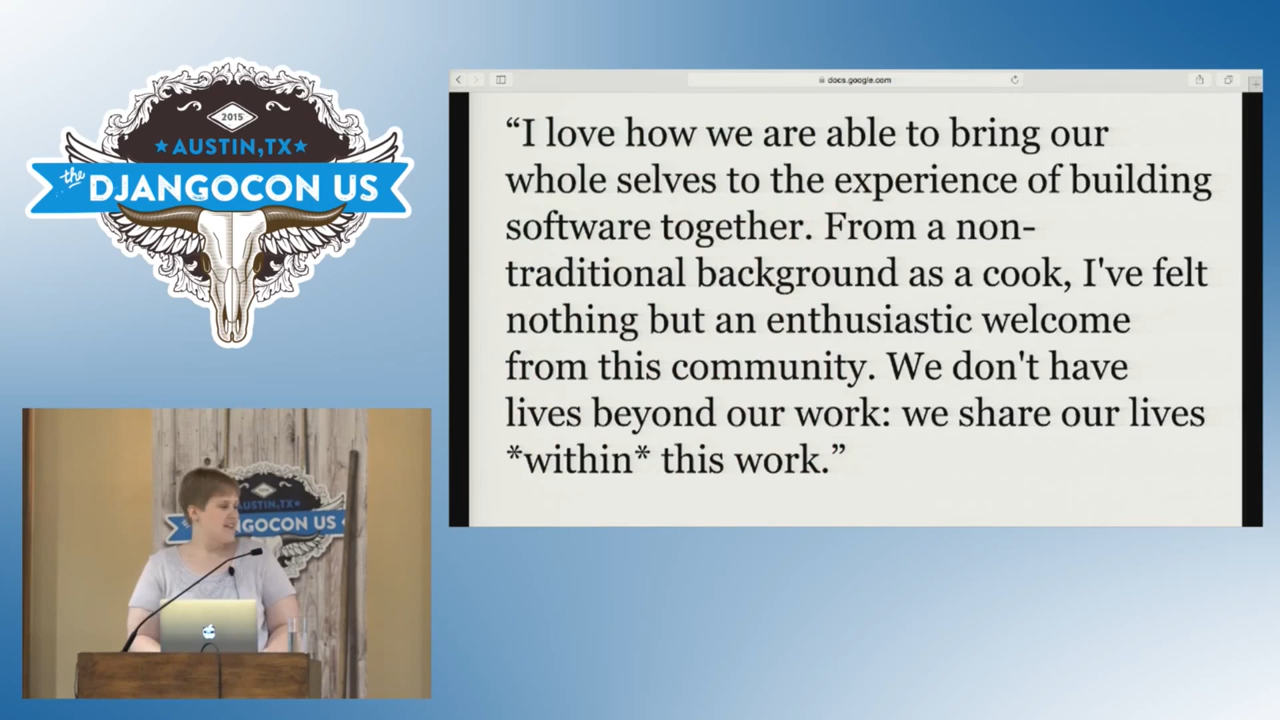 2015
AUSTIN,TX
the
DJANGOCON US
docs.google.com
“I love how we are able to bring our
whole selves to the experience of building
software together. From a non-
traditional background as a cook, I've felt
nothing but an enthusiastic welcome
from this community. We don't have
lives beyond our work: we share our lives
*within* this work.”
AUSTIN,TX
NGOCON US